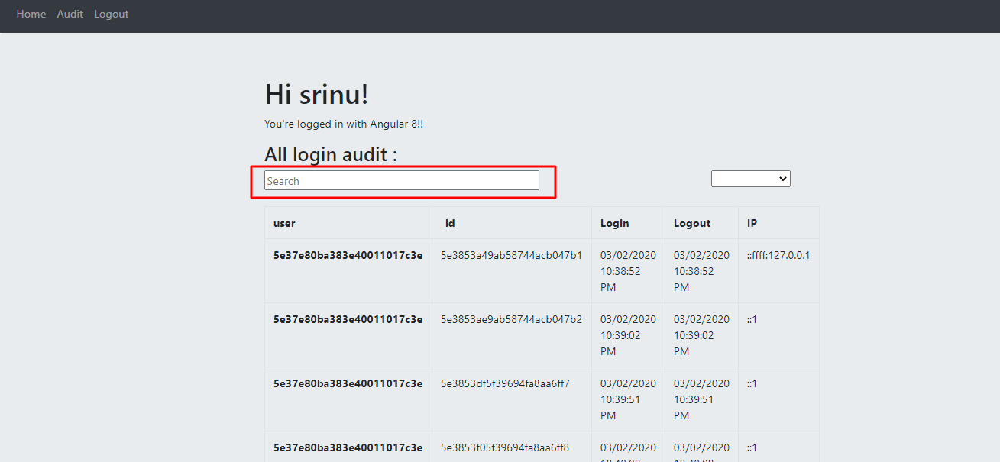 Home Audit Logout
Hi srinu!
You're logged in with Angular 8!!
All login audit :
Search
user _id Login Logout IP
5e37e80ba383e40011017c3e 5e3853a49ab58744acb047b1 03/02/2020 03/02/2020 ::ffff:127.0.0.1
10:38:52 10:38:52
PM PM
5e37e80ba383e40011017c3e 5e3853ae9ab58744acb047b2 03/02/2020 03/02/2020 ::1
10:39:02 10:39:02
PM PM
5e37e80ba383e40011017c3e 5e3853df5f39694fa8aa6ff7 03/02/2020 03/02/2020 ::1
10:39:51 10:39:51
PM PM
5e37e80ba383e40011017c3e 5e3853f05f39694fa8aa6ff8 03/02/2020 03/02/2020 ::1